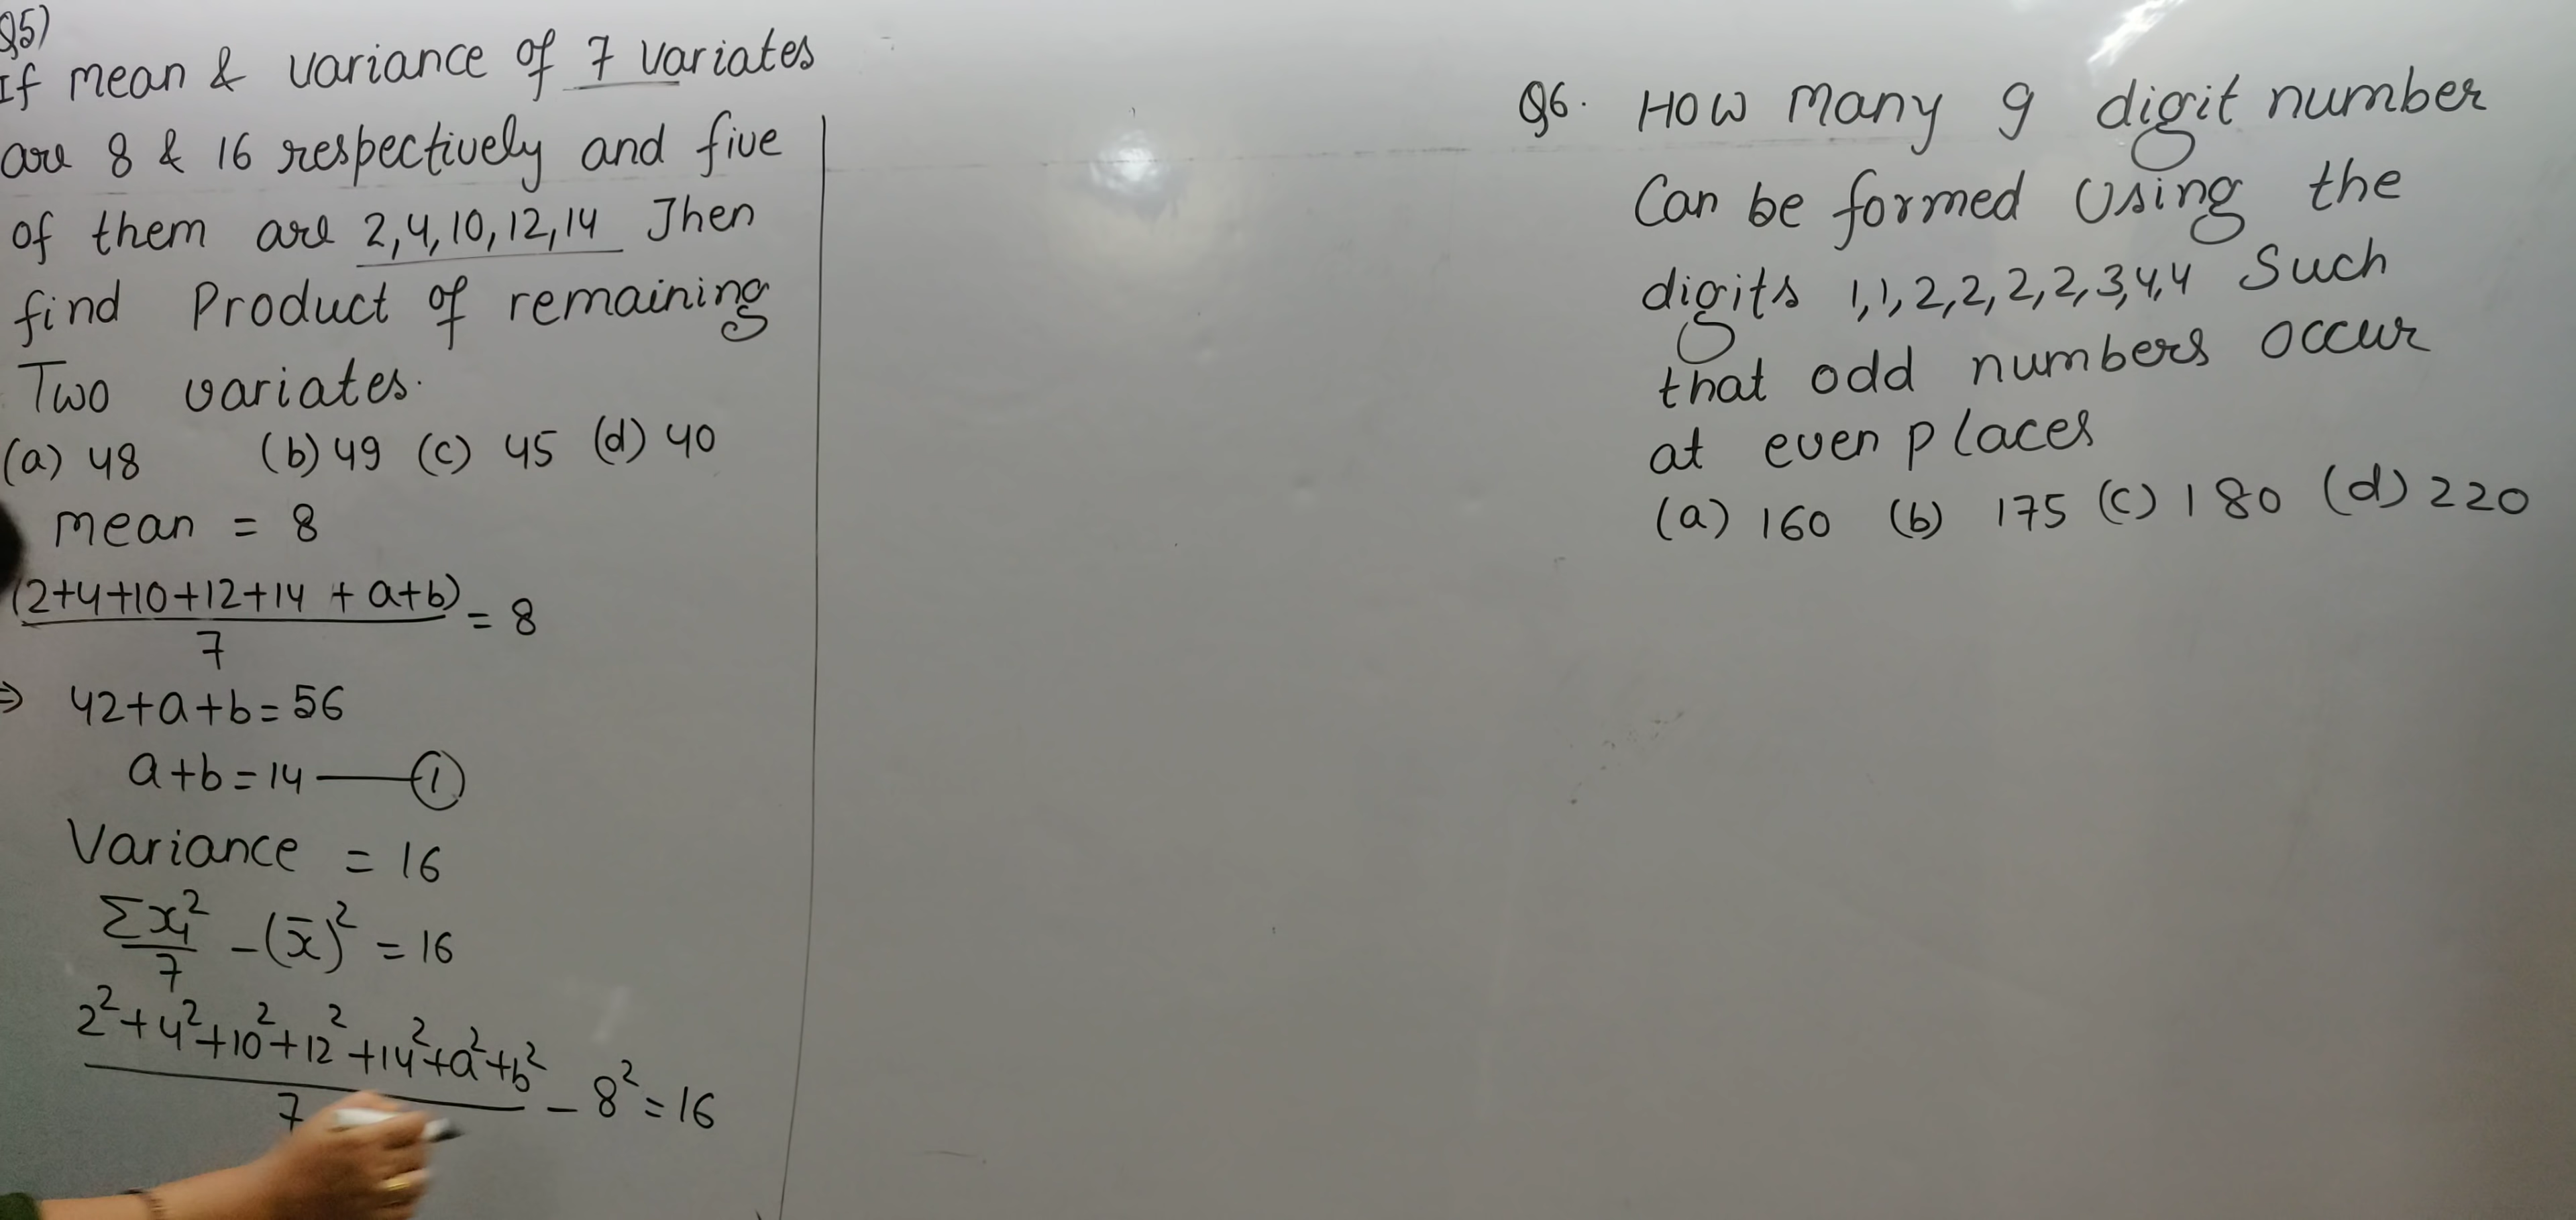 Q5)
If mean & variance of 7 variates
are 8 & 16 respectively and five
of them are 2,4,10,12,14 Then
find Product of remaining
Two variates.
(a) 48 (b) 49 (c) 45 (d) 40
mean = 8
(2+4+10+12+14 + a+b) = 8
7
⇒ 42+a+b=56
a+b=14 — ①
Variance = 16
Σxᵢ² - (x̄)² = 16
7
2²+4²+10²+12²+14²+a²+b² - 8² = 16
7
Q6. How many 9 digit number
Can be formed Using the
digits 1,1,2,2,2,2,3,4,4 Such
that odd numbers occur
at even places
(a) 160 (b) 175 (c) 180 (d) 220